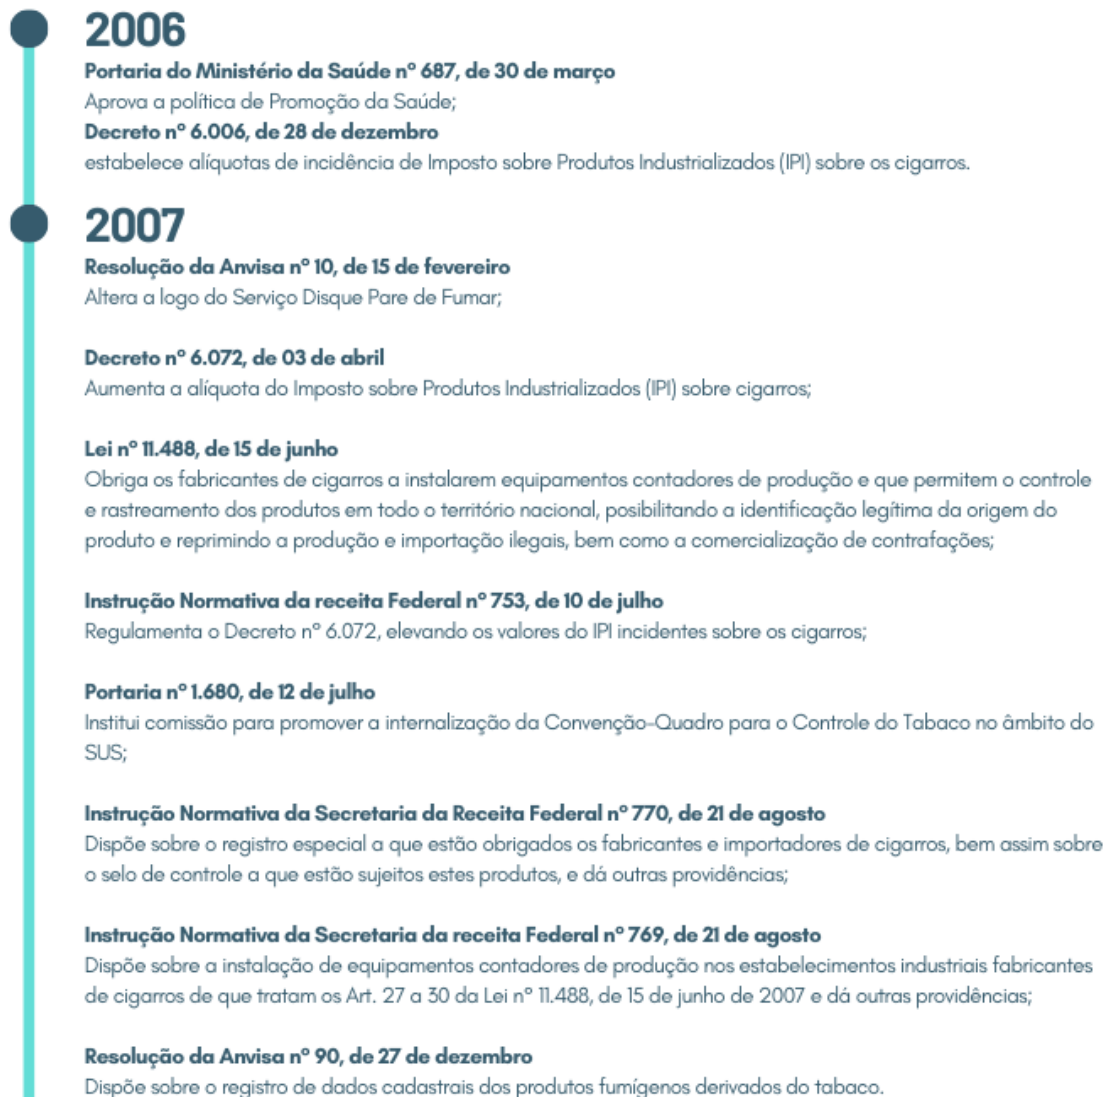 2006
Portaria do Ministério da Saúde nº 687, de 30 de março
Aprova a política de Promoção da Saúde;
Decreto nº 6.006, de 28 de dezembro
estabelece alíquotas de incidência de Imposto sobre Produtos Industrializados (IPI) sobre os cigarros.
2007
Resolução da Anvisa nº 10, de 15 de fevereiro
Altera a logo do Serviço Disque Pare de Fumar;
Decreto nº 6.072, de 03 de abril
Aumenta a alíquota do Imposto sobre Produtos Industrializados (IPI) sobre cigarros;
Lei nº 11.488, de 15 de junho
Obriga os fabricantes de cigarros a instalarem equipamentos contadores de produção e que permitem o controle
e rastreamento dos produtos em todo o território nacional, posibilitando a identificação legítima da origem do
produto e reprimindo a produção e importação ilegais, bem como a comercialização de contrafações;
Instrução Normativa da receita Federal nº 753, de 10 de julho
Regulamenta o Decreto nº 6.072, elevando os valores do IPI incidentes sobre os cigarros;
Portaria nº 1.680, de 12 de julho
Institui comissão para promover a internalização da Convenção-Quadro para o Controle do Tabaco no âmbito do
SUS;
Instrução Normativa da Secretaria da Receita Federal nº 770, de 21 de agosto
Dispõe sobre o registro especial a que estão obrigados os fabricantes e importadores de cigarros, bem assim sobre
o selo de controle a que estão sujeitos estes produtos, e dá outras providências;
Instrução Normativa da Secretaria da receita Federal nº 769, de 21 de agosto
Dispõe sobre a instalação de equipamentos contadores de produção nos estabelecimentos industriais fabricantes
de cigarros de que tratam os Art. 27 a 30 da Lei nº 11.488, de 15 de junho de 2007 e dá outras providências;
Resolução da Anvisa nº 90, de 27 de dezembro
Dispõe sobre o registro de dados cadastrais dos produtos fumígenos derivados do tabaco.